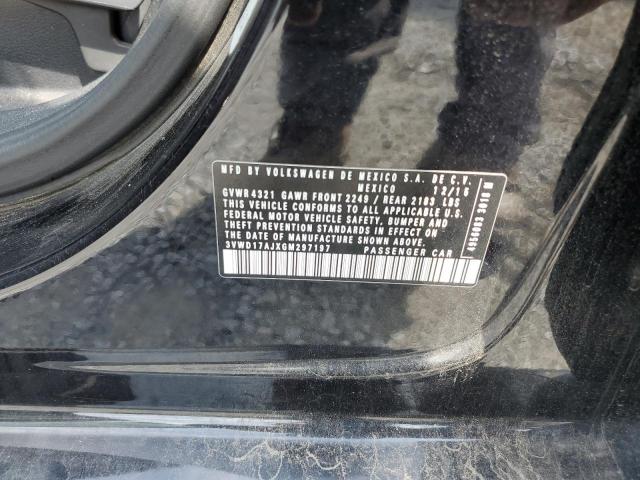 MFD BY VOLKSWAGEN DE MEXICO S.A. DE C.V.
MEXICO 12/16
GVWR 4321 GAWR FRONT 2249 / REAR 2103 LBS
THIS VEHICLE CONFORMS TO ALL APPLICABLE U.S.
FEDERAL MOTOR VEHICLE SAFETY, BUMPER AND
THEFT PREVENTION STANDARDS IN EFFECT ON THE
DATE OF MANUFACTURE SHOWN ABOVE.
3VWD17AJXGM297197 PASSENGER CAR